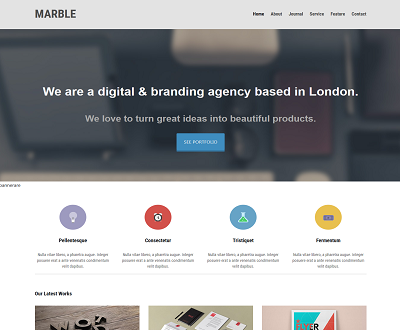 MARBLE
Home About Journal Service Feature Contact
We are a digital & branding agency based in London.
We love to turn great ideas into beautiful products.
SEE PORTFOLIO
bannerare
Pellentesque Consectetur Tristiquet Fermentum
Nulla vitae libero, a pharetra augue. Integer Nulla vitae libero, a pharetra augue. Integer Nulla vitae libero, a pharetra augue. Integer Nulla vitae libero, a pharetra augue. Integer
posuere erat a ante venenatis condimentum posuere erat a ante venenatis condimentum posuere erat a ante venenatis condimentum posuere erat a ante venenatis condimentum
velit dapibus. velit dapibus. velit dapibus. velit dapibus.
Our Latest Works